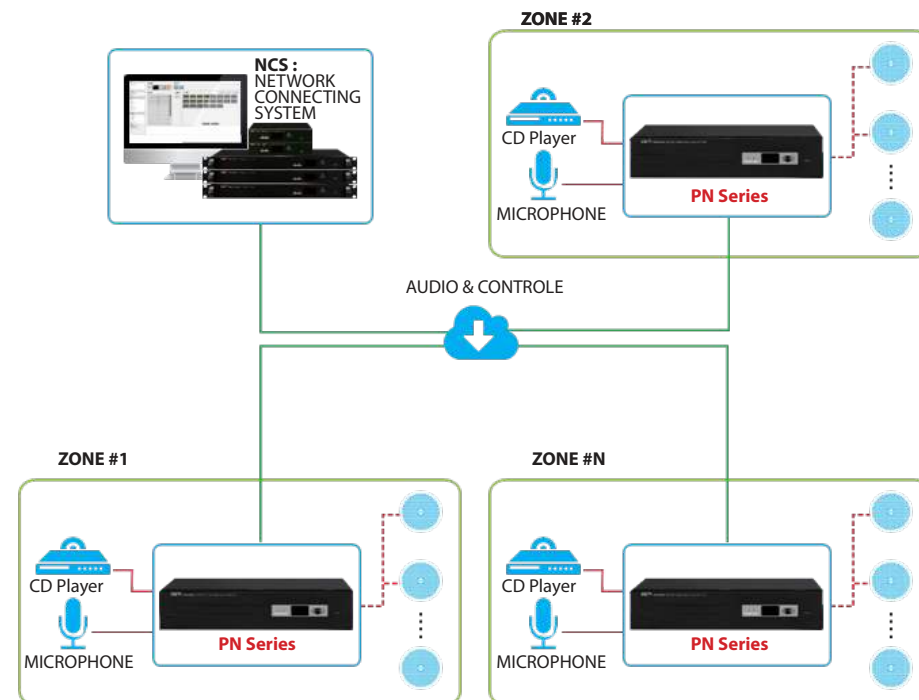 ZONE #2
NCS :
NETWORK
CONNECTING
SYSTEM
CD Player
MICROPHONE
PN Series
AUDIO & CONTROLE
ZONE #1
CD Player
MICROPHONE
PN Series
ZONE #N
CD Player
MICROPHONE
PN Series